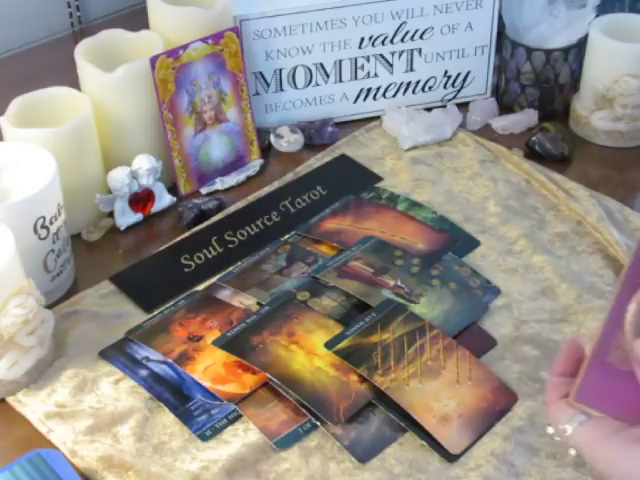 SOMETIMES YOU WILL NEVER
KNOW THE value OF A
MOMENT UNTIL IT
BECOMES A memory
Soul Source Tarot